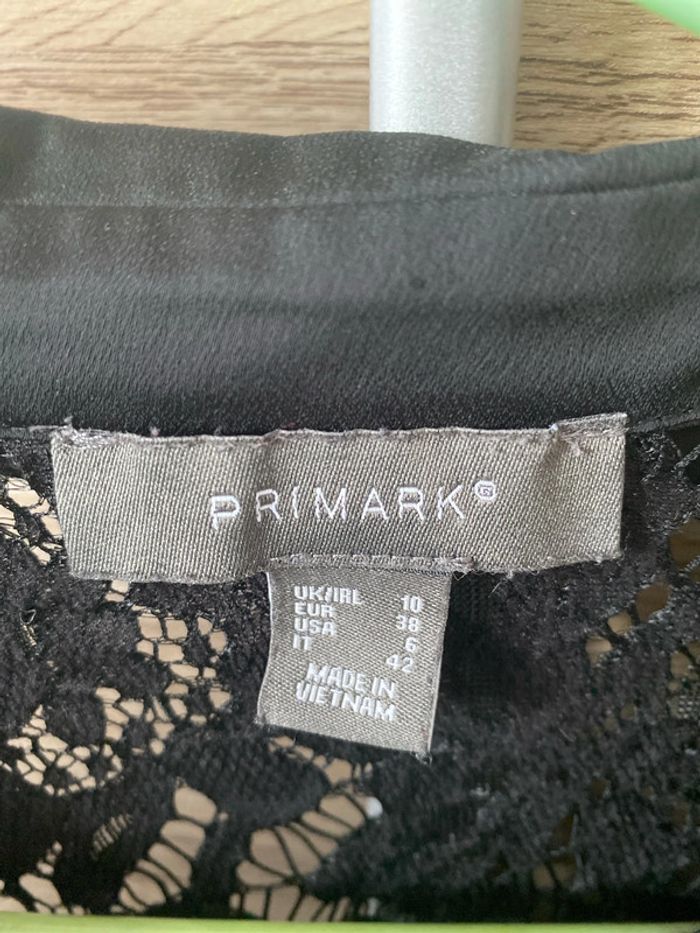 PRIMARK®
UK/IRL 10
EUR 38
USA 6
IT 42
MADE IN
VIETNAM